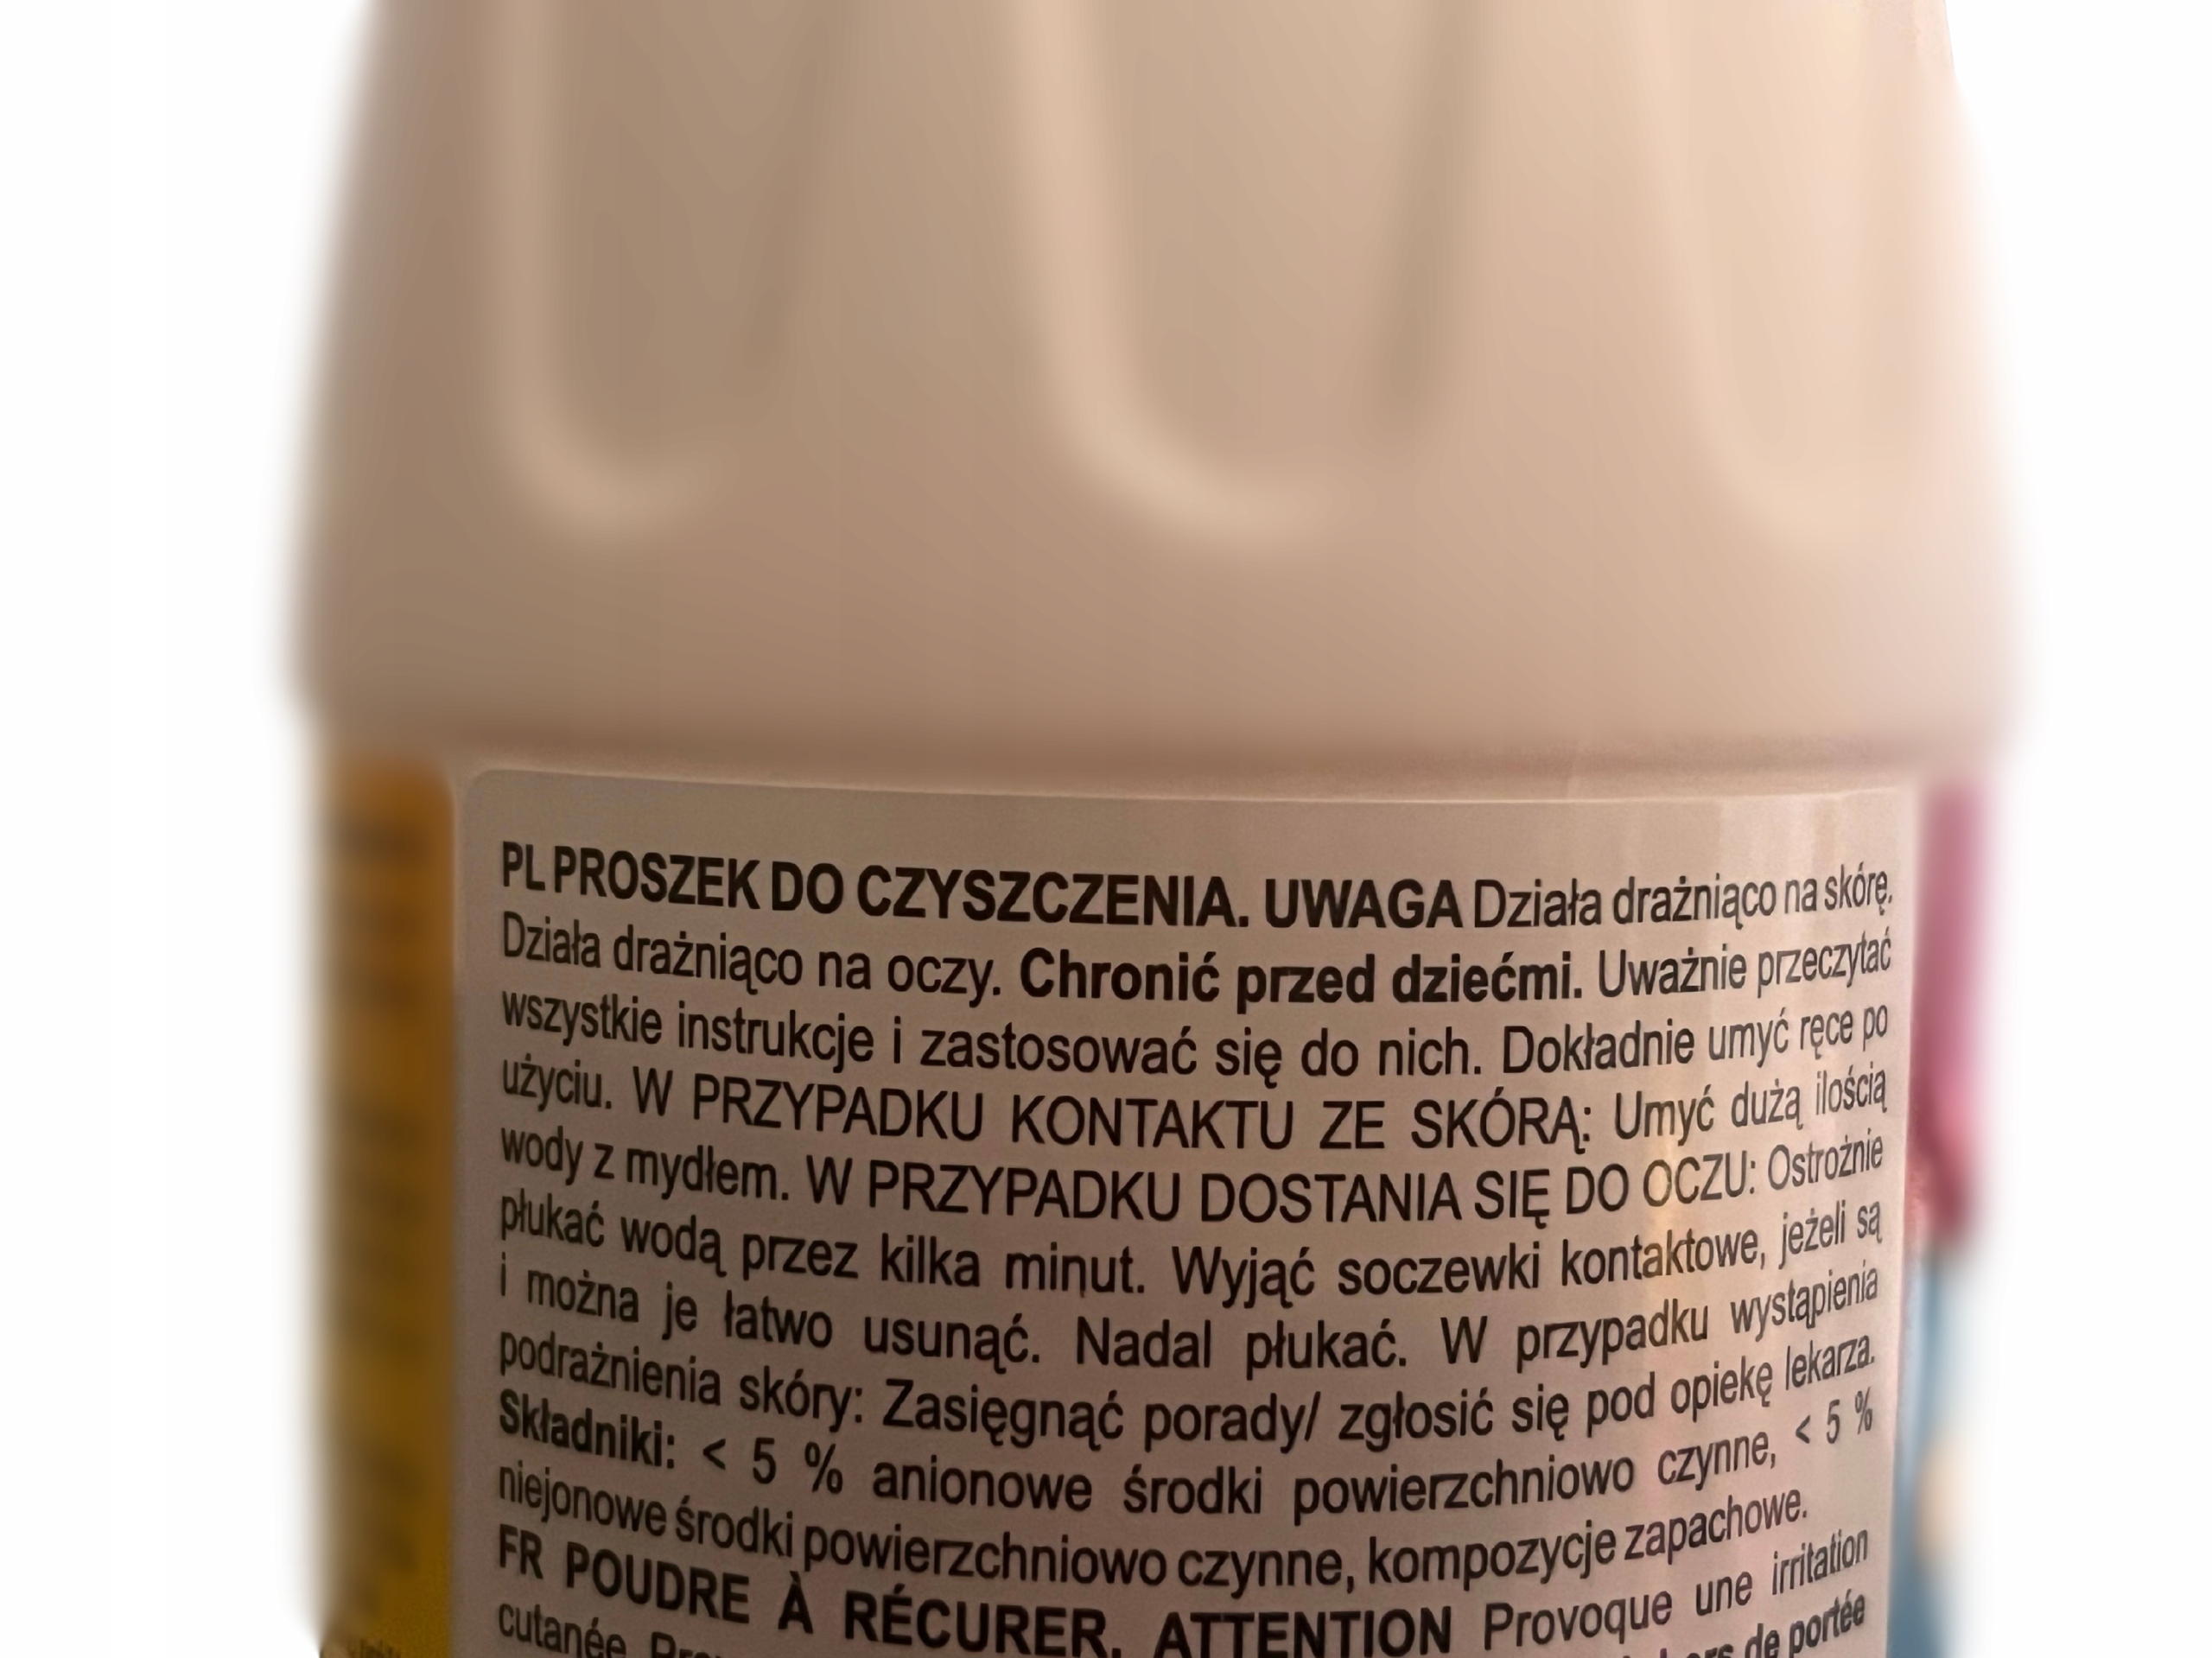 PL PROSZEK DO CZYSZCZENIA. UWAGA Działa drażniąco na skórę.
Działa drażniąco na oczy. Chronić przed dziećmi. Uważnie przeczytać
wszystkie instrukcje i zastosować się do nich. Dokładnie umyć ręce po
użyciu. W PRZYPADKU KONTAKTU ZE SKÓRĄ: Umyć dużą ilością
wody z mydłem. W PRZYPADKU DOSTANIA SIĘ DO OCZU: Ostrożnie
płukać wodą przez kilka minut. Wyjąć soczewki kontaktowe, jeżeli są
i można je łatwo usunąć. Nadal płukać. W przypadku wystąpienia
podrażnienia skóry: Zasięgnąć porady/ zgłosić się pod opiekę lekarza.
Składniki: < 5 % anionowe środki powierzchniowo czynne, < 5 %
niejonowe środki powierzchniowo czynne, kompozycje zapachowe.
FR POUDRE À RÉCURER. ATTENTION Provoque une irritation
cutanée de portée